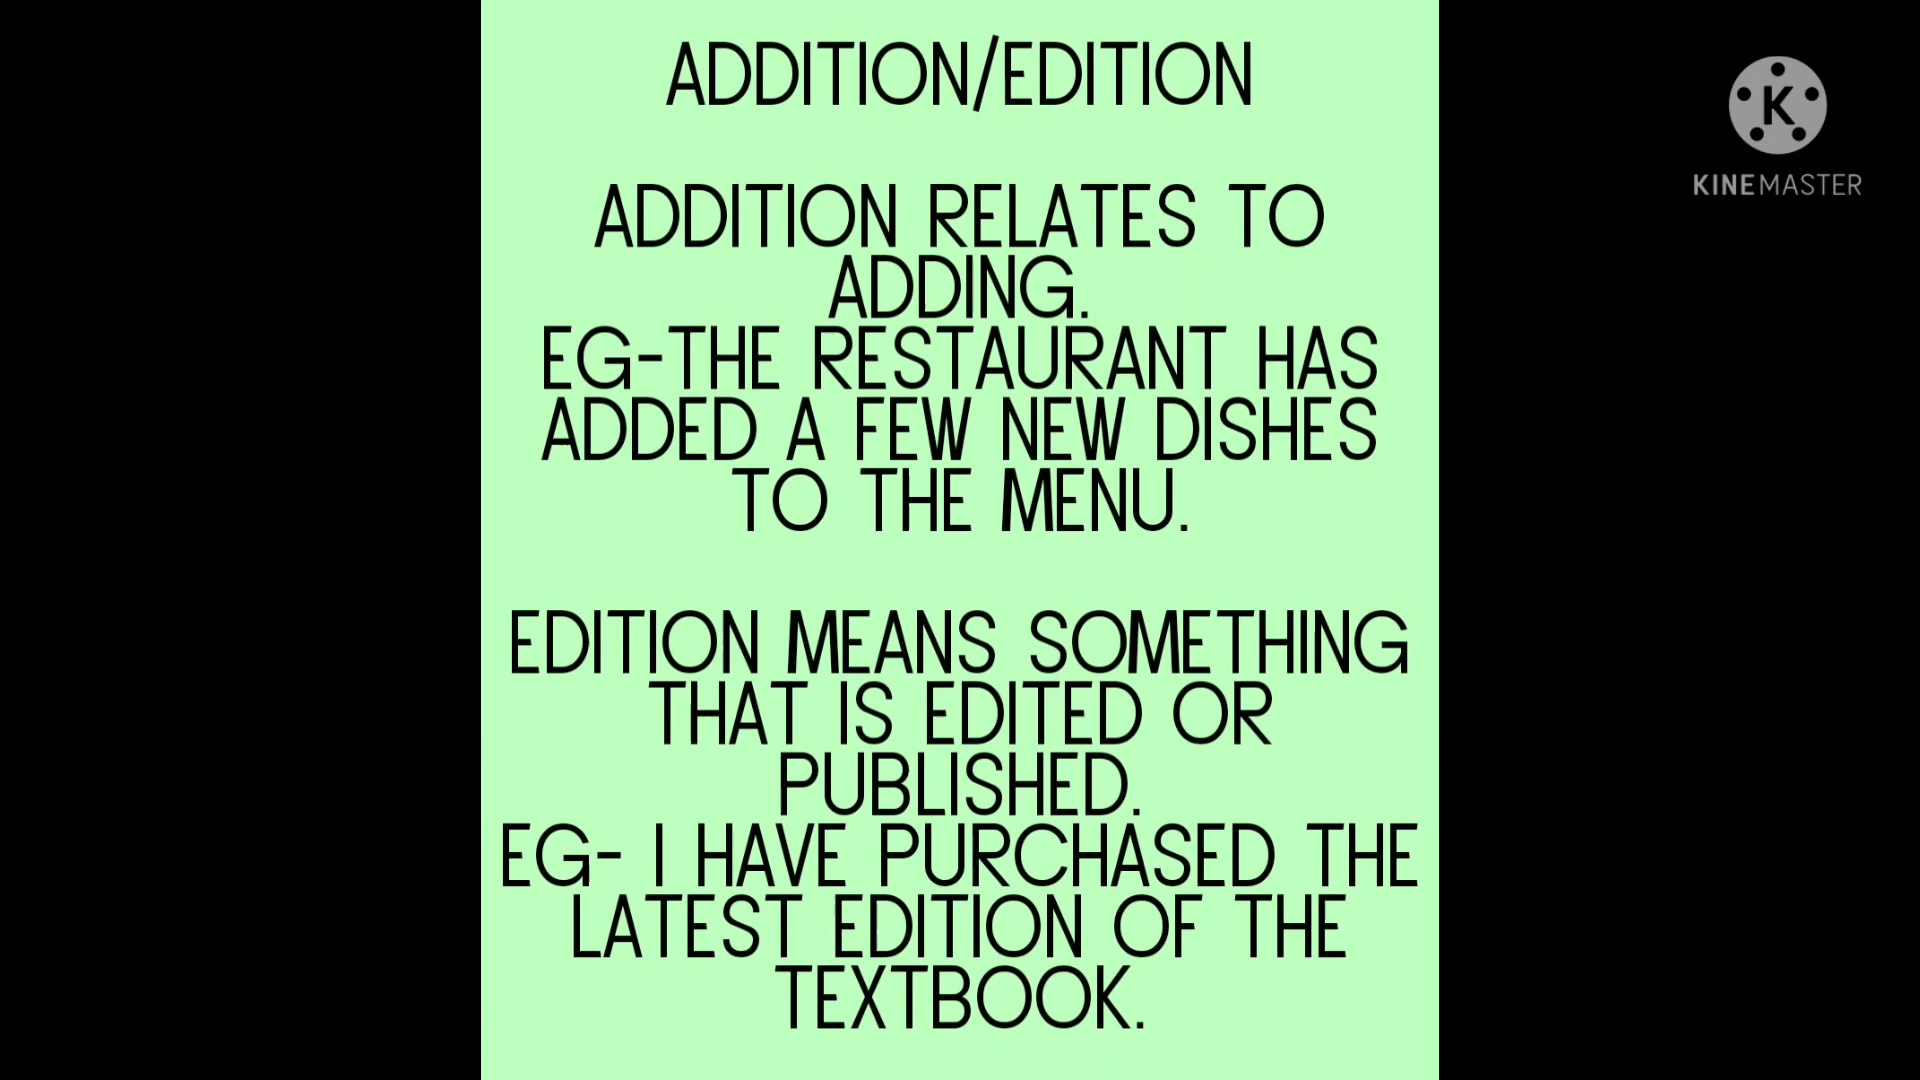 ADDITION/EDITION
ADDITION RELATES TO
ADDING.
EG-THE RESTAURANT HAS
ADDED A FEW NEW DISHES
TO THE MENU.
EDITION MEANS SOMETHING
THAT IS EDITED OR
PUBLISHED.
EG- I HAVE PURCHASED THE
LATEST EDITION OF THE
TEXTBOOK.
K
KINEMASTER